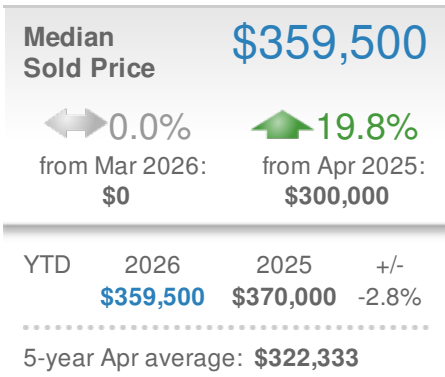 Median $359,500
Sold Price
0.0% 19.8%
from Mar 2026: from Apr 2025:
$0 $300,000
YTD 2026 2025 +/-
$359,500 $370,000 -2.8%
5-year Apr average: $322,333